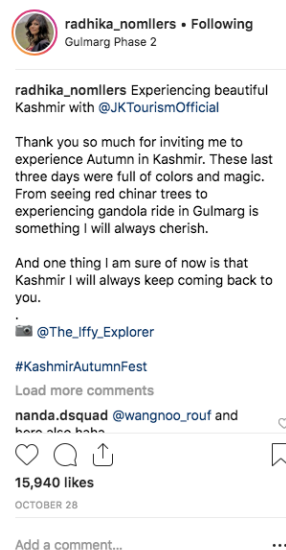 radhika_nomllers • Following
Gulmarg Phase 2
radhika_nomllers Experiencing beautiful
Kashmir with @JKTourismOfficial
Thank you so much for inviting me to
experience Autumn in Kashmir. These last
three days were full of colors and magic.
From seeing red chinar trees to
experiencing gandola ride in Gulmarg is
something I will always cherish.
And one thing I am sure of now is that
Kashmir I will always keep coming back to
you.
.
@The_Iffy_Explorer
#KashmirAutumnFest
Load more comments
nanda.dsquad @wangnoo_rouf and
here also haha
15,940 likes
OCTOBER 28
Add a comment...